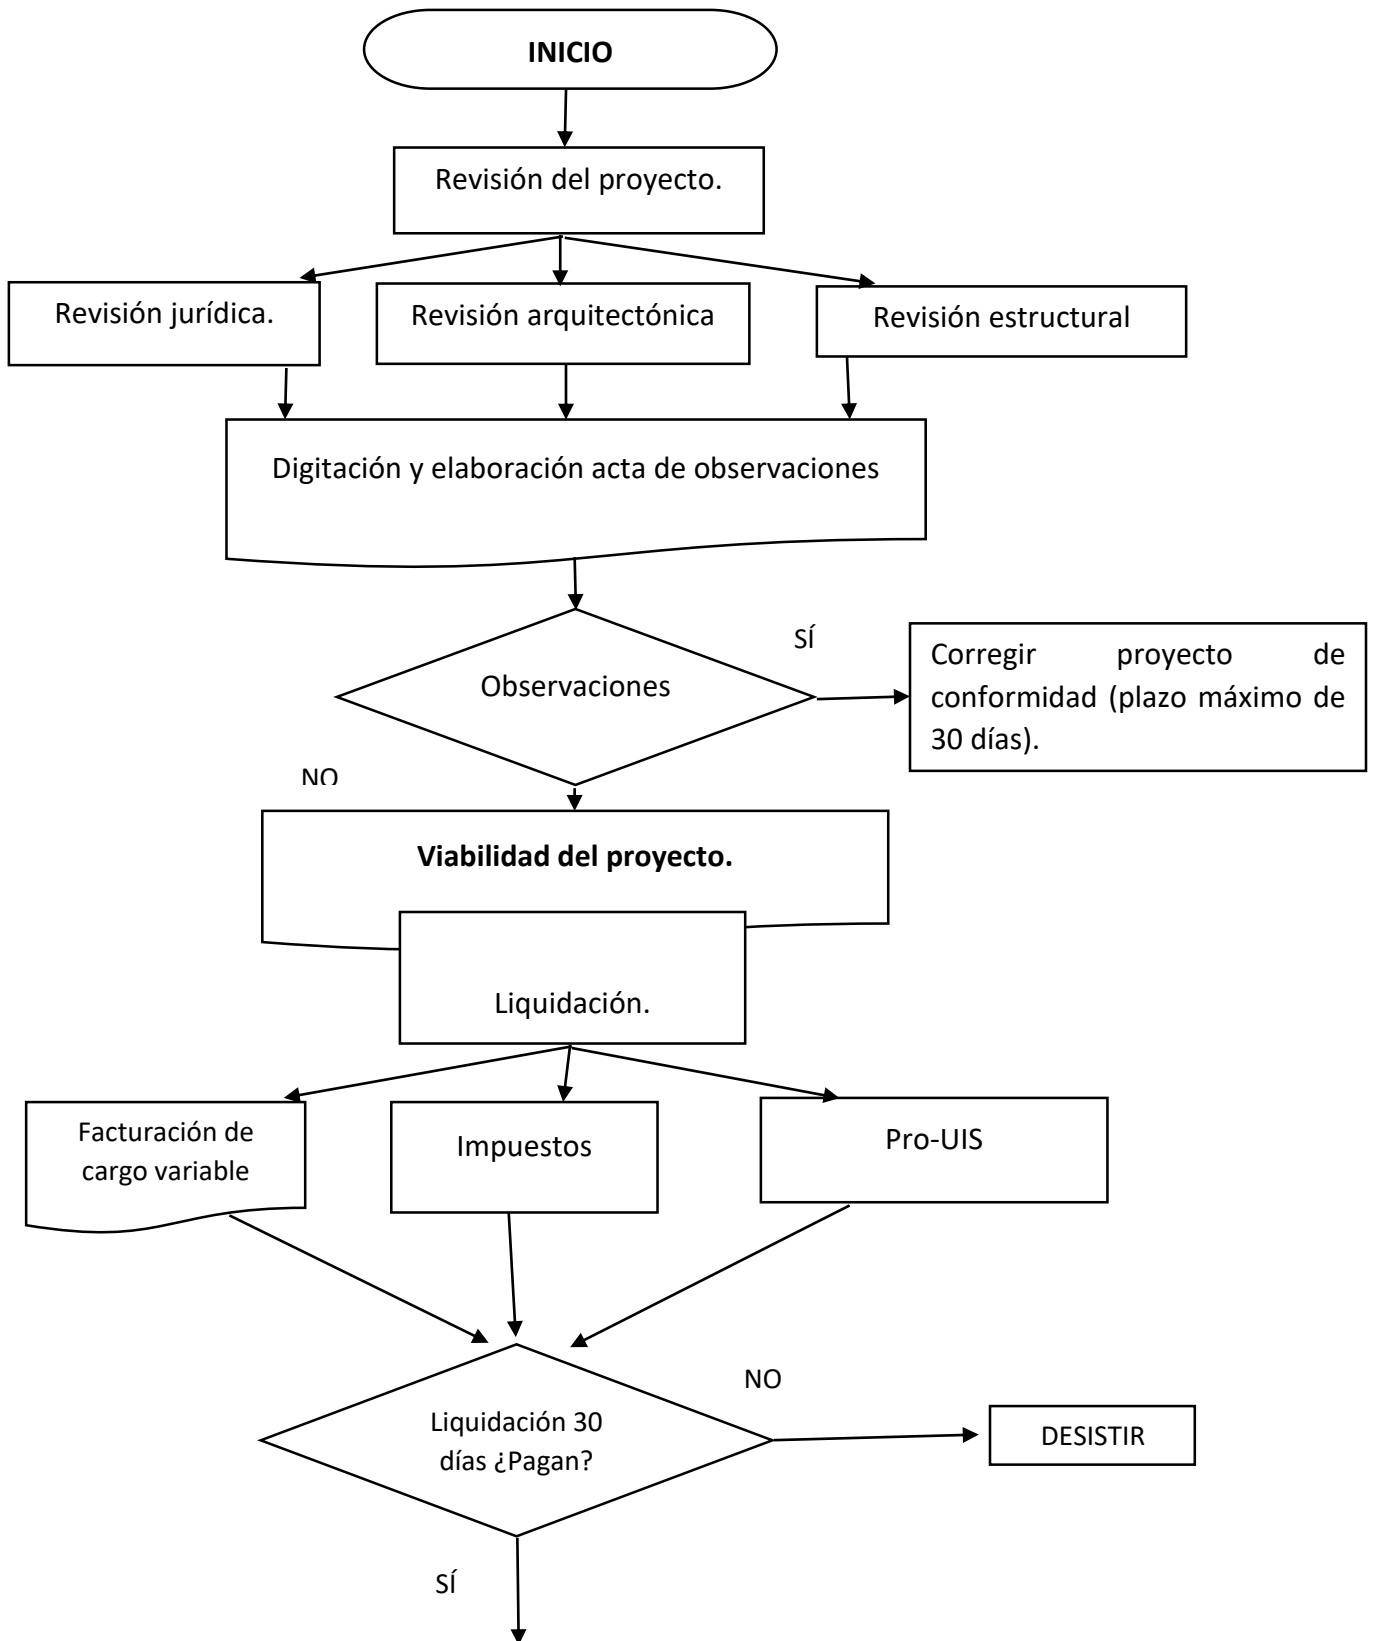 INICIO
Revisión del proyecto.
Revisión jurídica.
Revisión arquitectónica
Revisión estructural
Digitación y elaboración acta de observaciones
SÍ
Observaciones
Corregir proyecto de
conformidad (plazo máximo de
30 días).
NO
Viabilidad del proyecto.
Liquidación.
Facturación de
cargo variable
Impuestos
Pro-UIS
NO
Liquidación 30
días ¿Pagan?
DESISTIR
SÍ